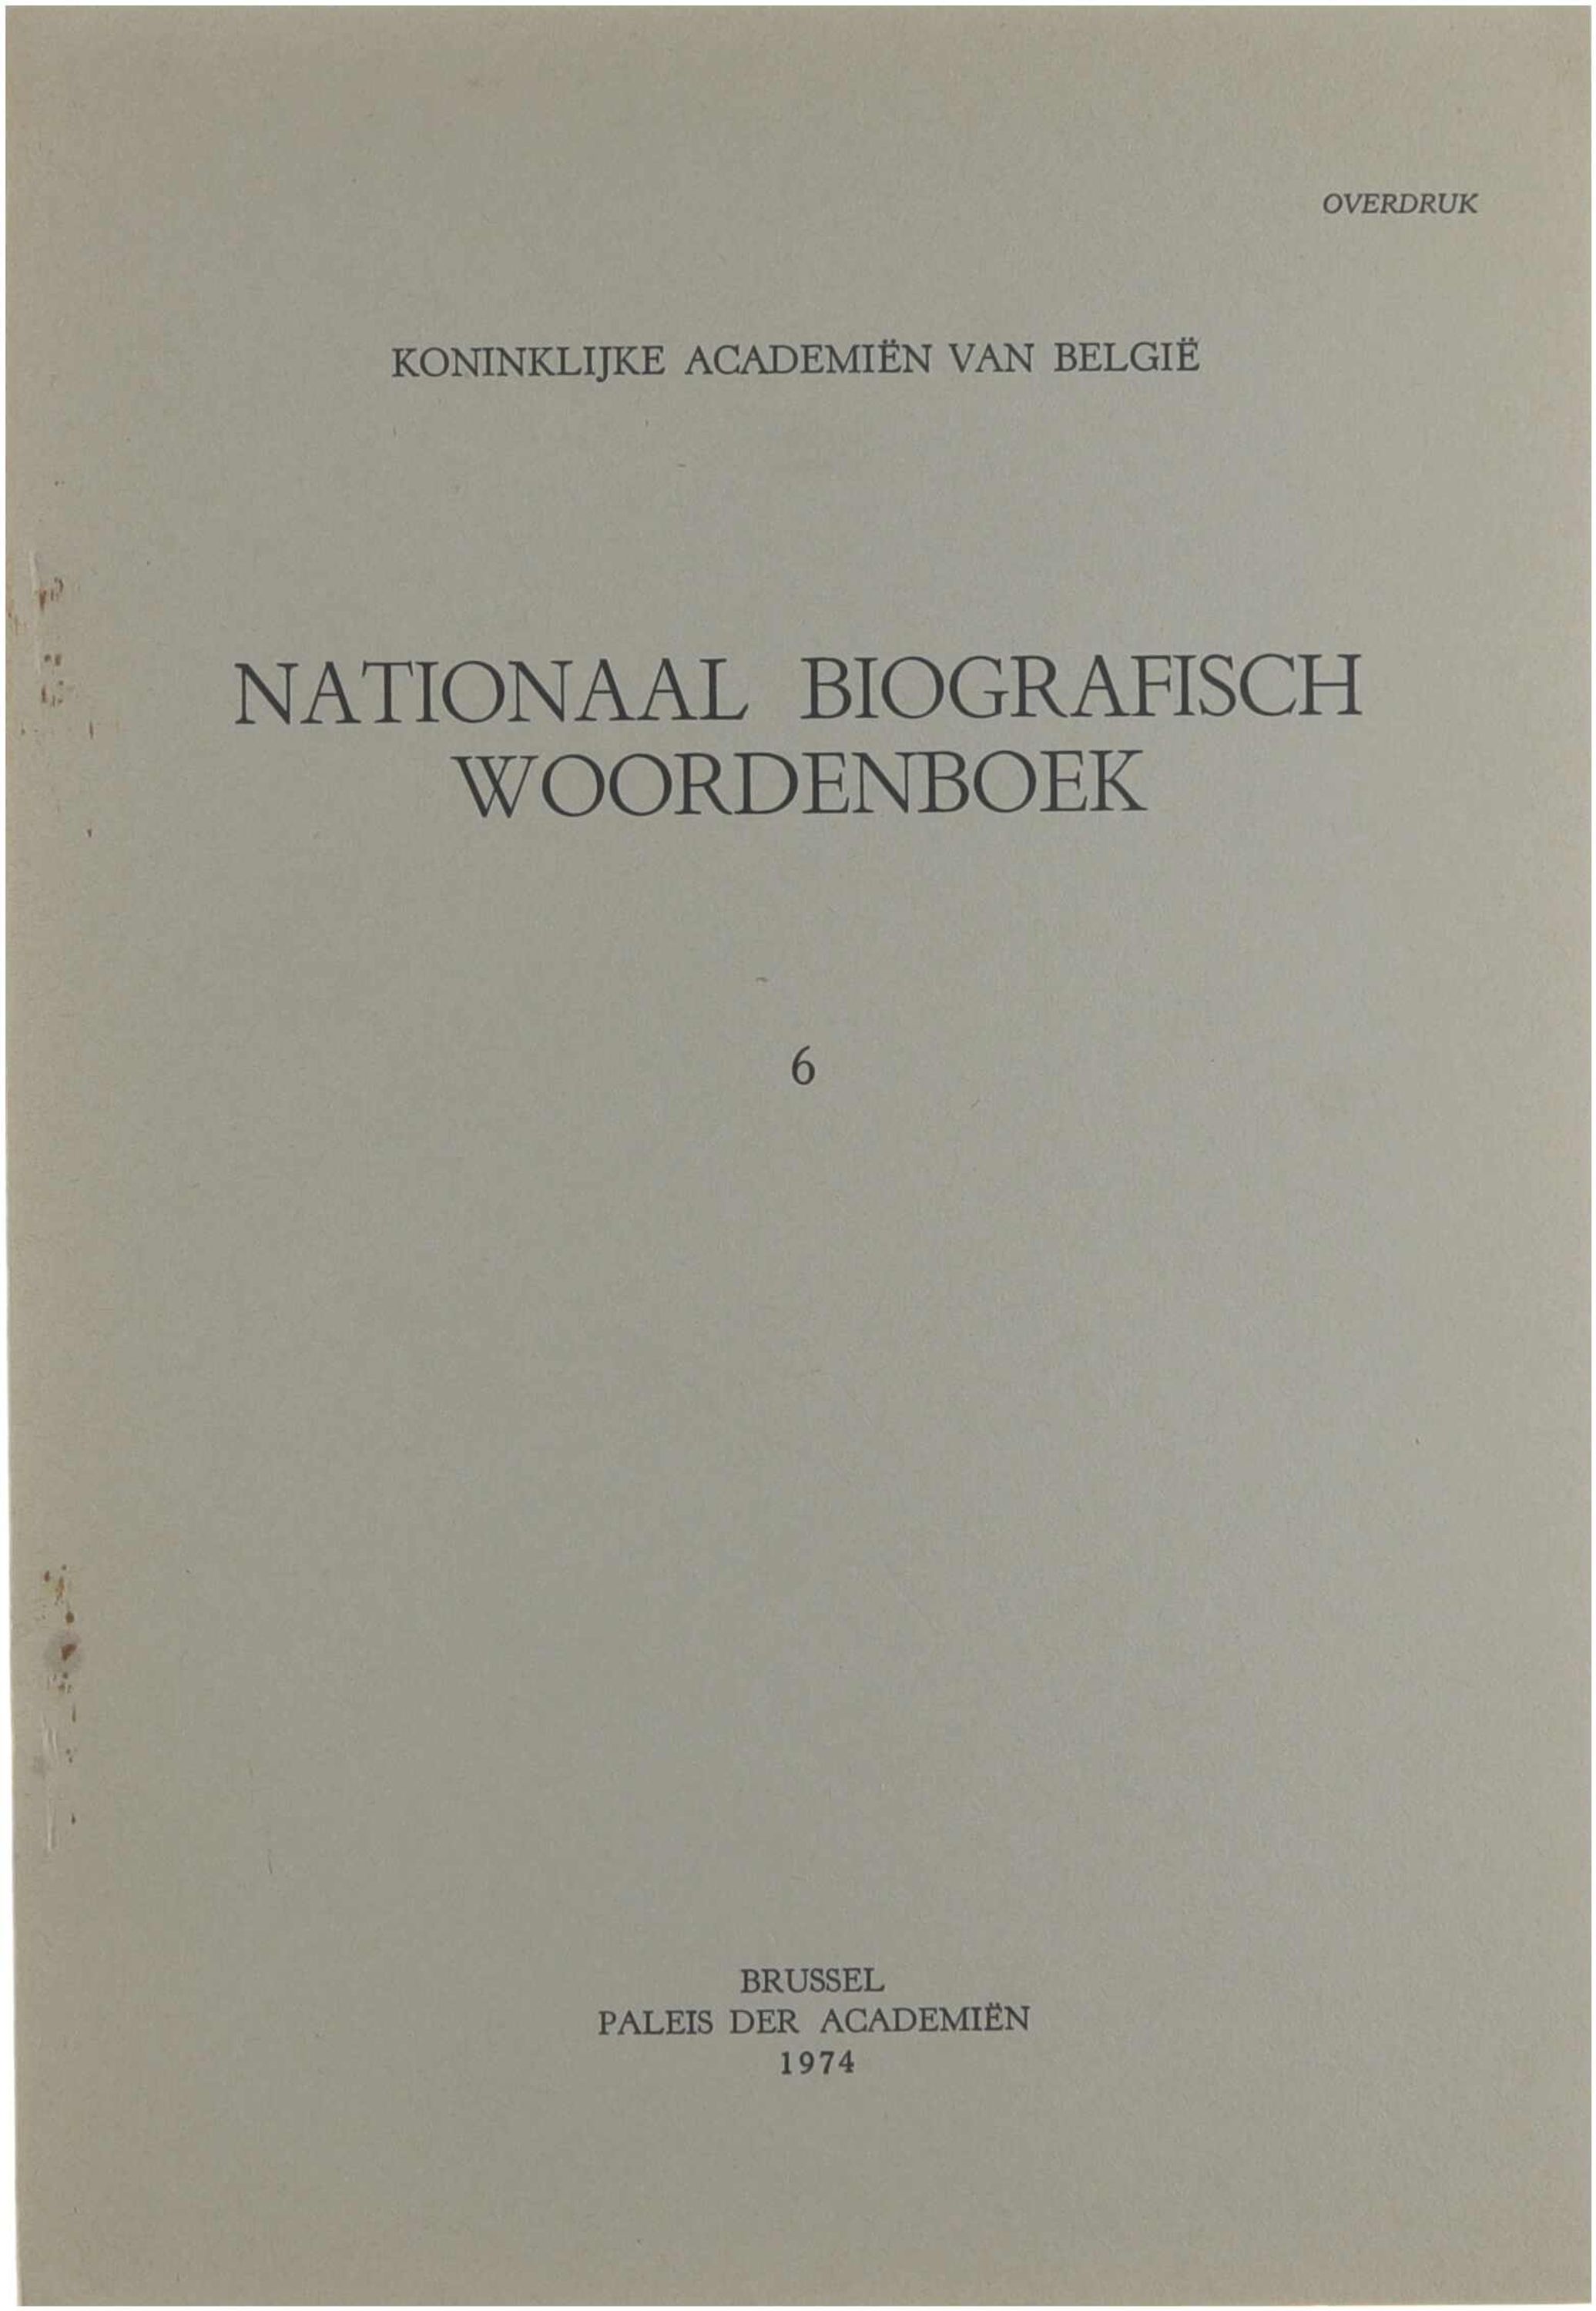 OVERDRUK
KONINKLIJKE ACADEMIËN VAN BELGIË
NATIONAAL BIOGRAFISCH
WOORDENBOEK
6
BRUSSEL
PALEIS DER ACADEMIËN
1974